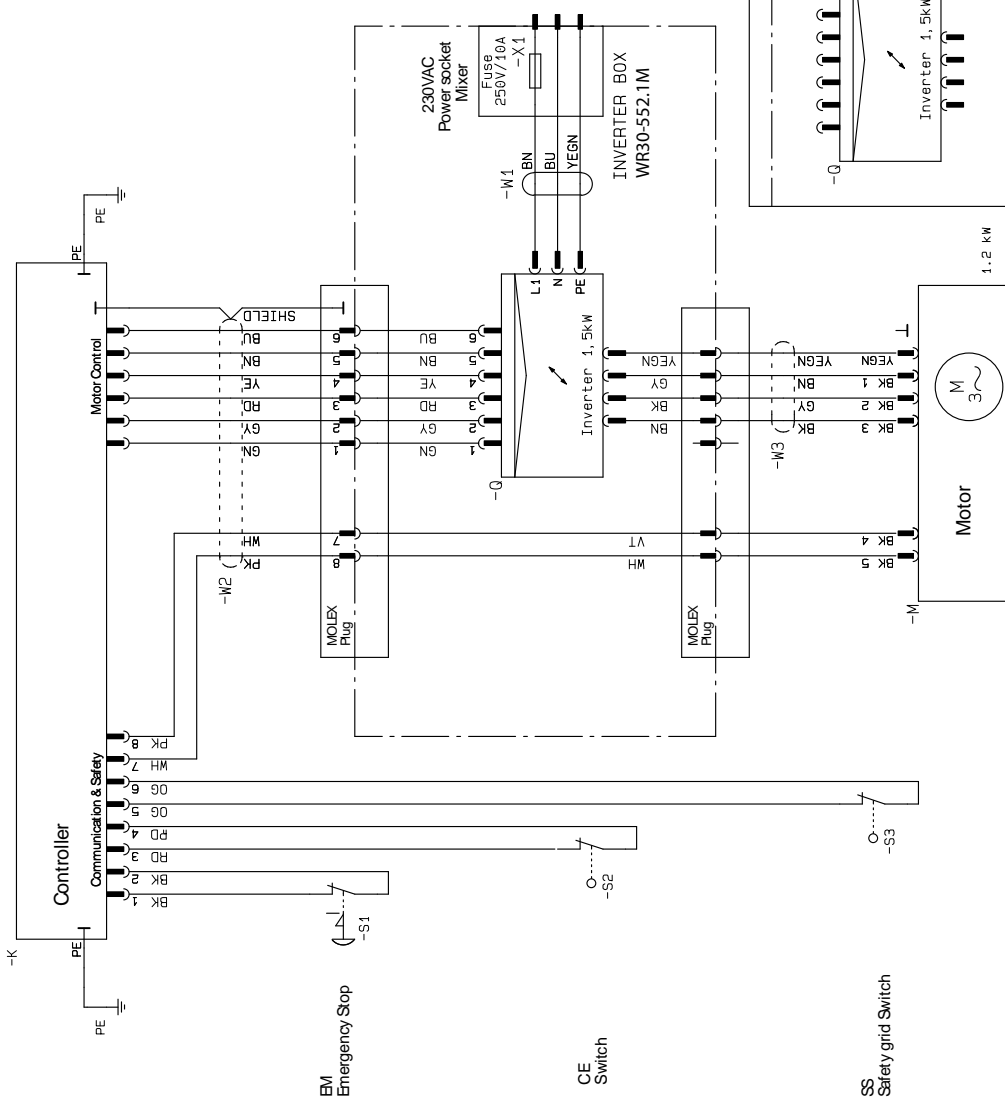 -K
Controller
PE
PE
PE
PE
Communication & Safety
Motor Control
1 BK
2 BK
3 RD
4 RD
5 OG
6 OG
7 WH
8 PK
-W2
PK
WH
GN
GY
RD
YE
BN
BU
SHIELD
MOLEX
Plug
8
7
1
2
3
4
5
6
GN
GY
RD
YE
BN
BU
1
2
3
4
5
6
-Q
Inverter 1,5kW
L1
N
PE
-W1
BN
BU
YEGN
230VAC
Power socket
Mixer
Fuse
250V/10A
-X1
INVERTER BOX
WR30-552.1M
WH
VT
BN
BK
GY
YEGN
MOLEX
Plug
-W3
BK
GY
BN
YEGN
BK 5
BK 4
BK 3
BK 2
BK 1
YEGN
-M
Motor
M
3~
1.2 kW
-Q
Inverter 1,5kW
EM
Emergency Stop
-S1
CE
Switch
-S2
SS
Safety grid Switch
-S3